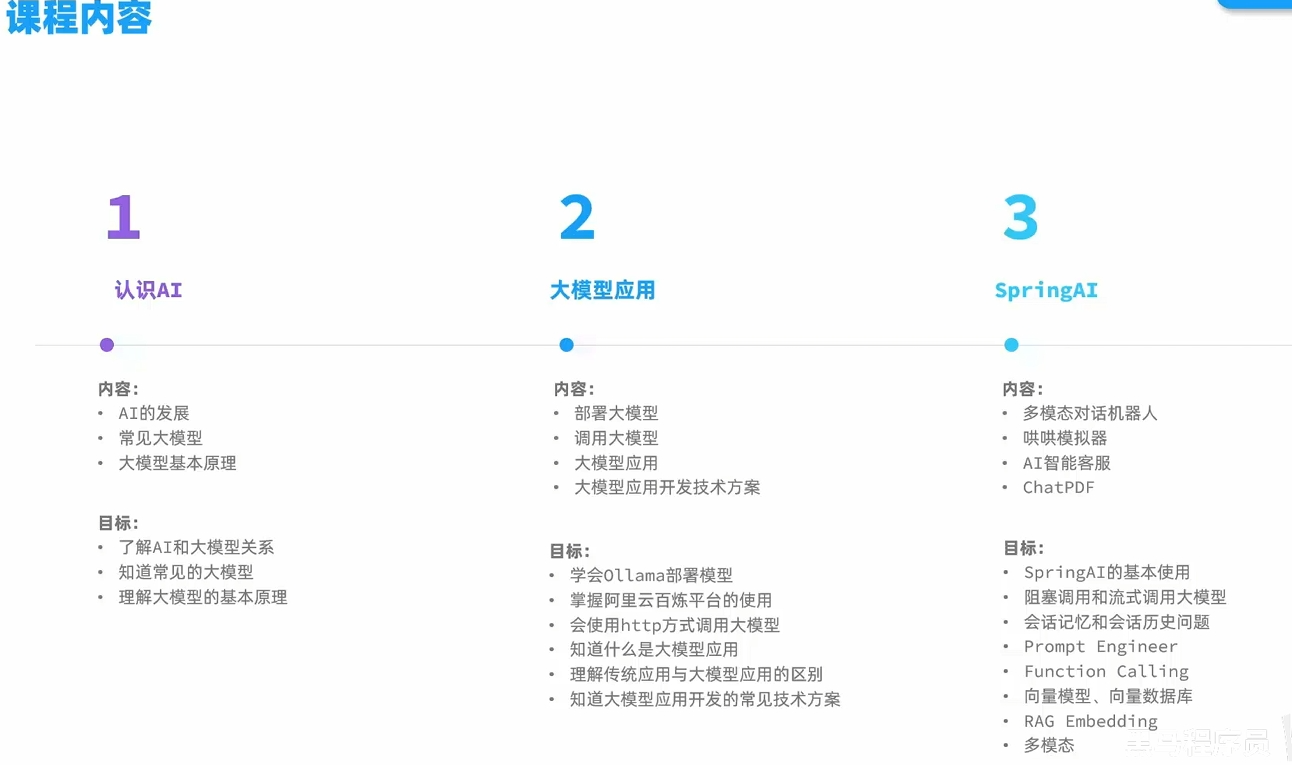 课程内容
1
认识AI
内容：
• AI的发展
• 常见大模型
• 大模型基本原理
目标：
• 了解AI和大模型关系
• 知道常见的大模型
• 理解大模型的基本原理
2
大模型应用
内容：
• 部署大模型
• 调用大模型
• 大模型应用
• 大模型应用开发技术方案
目标：
• 学会Ollama部署模型
• 掌握阿里云百炼平台的使用
• 会使用http方式调用大模型
• 知道什么是大模型应用
• 理解传统应用与大模型应用的区别
• 知道大模型应用开发的常见技术方案
3
SpringAI
内容：
• 多模态对话机器人
• 哄哄模拟器
• AI智能客服
• ChatPDF
目标：
• SpringAI的基本使用
• 阻塞调用和流式调用大模型
• 会话记忆和会话历史问题
• Prompt Engineer
• Function Calling
• 向量模型、向量数据库
• RAG Embedding
• 多模态
程序员